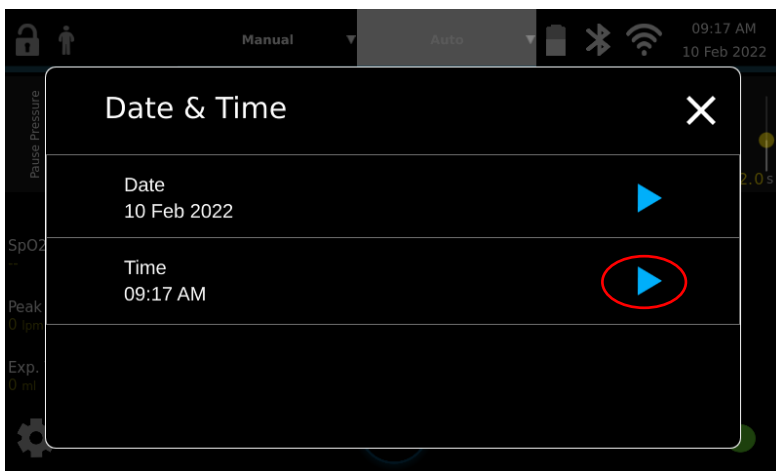 Manual ▼ Auto ▼ 09:17 AM
10 Feb 2022
Pause Pressure
Date & Time
2.0 s
Date
10 Feb 2022
SpO2
--
Time
09:17 AM
Peak
0 lpm
Exp.
0 ml